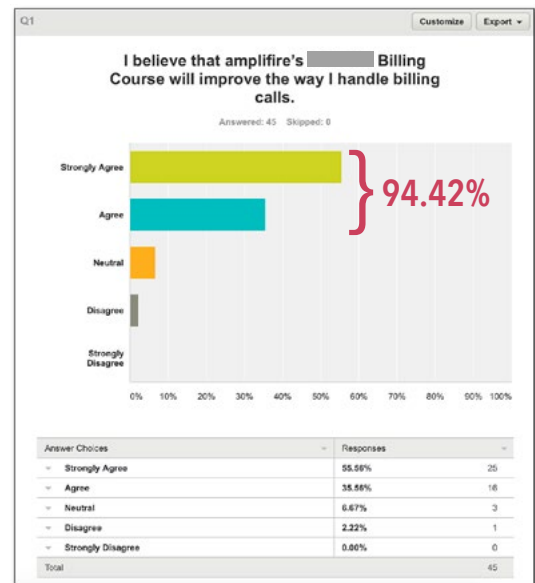 Q1
Customize
Export
I believe that amplifire's Billing
Course will improve the way I handle billing
calls.
Answered: 45 Skipped: 0
Strongly Agree
Agree
94.42%
Neutral
Disagree
Strongly
Disagree
0% 10% 20% 30% 40% 50% 60% 70% 80% 90% 100%
Answer Choices Responses
Strongly Agree 55.56% 25
Agree 35.56% 16
Neutral 6.67% 3
Disagree 2.22% 1
Strongly Disagree 0.00% 0
Total 45